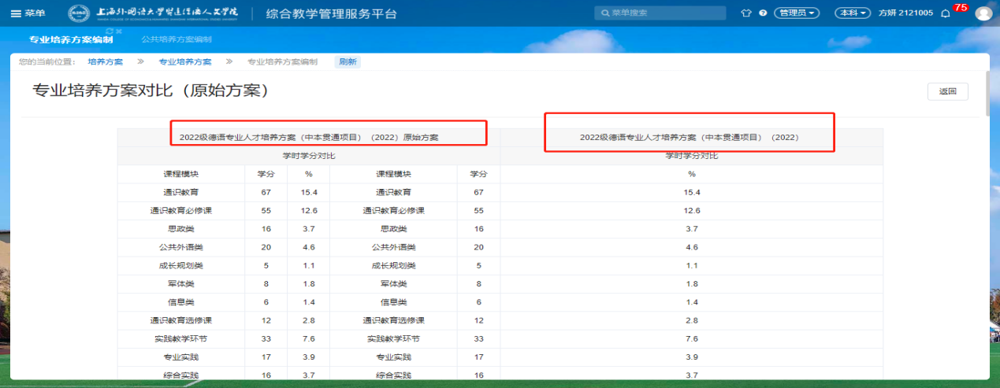 菜单 上海外国语大学贤达经济人文学院 综合教学管理服务平台 菜单搜索 管理员 本科 方妍 2121005 75
专业培养方案编制 公共培养方案编制
您的当前位置: 培养方案 » 专业培养方案 » 专业培养方案编制 刷新
专业培养方案对比（原始方案） 返回
2022级德语专业人才培养方案（中本贯通项目）（2022）原始方案 2022级德语专业人才培养方案（中本贯通项目）（2022）
学时学分对比 学时学分对比
课程模块 学分 % 课程模块 学分 %
通识教育 67 15.4 通识教育 67 15.4
通识教育必修课 55 12.6 通识教育必修课 55 12.6
思政类 16 3.7 思政类 16 3.7
公共外语类 20 4.6 公共外语类 20 4.6
成长规划类 5 1.1 成长规划类 5 1.1
军体类 8 1.8 军体类 8 1.8
信息类 6 1.4 信息类 6 1.4
通识教育选修课 12 2.8 通识教育选修课 12 2.8
实践教学环节 33 7.6 实践教学环节 33 7.6
专业实践 17 3.9 专业实践 17 3.9
综合实践 16 3.7 综合实践 16 3.7